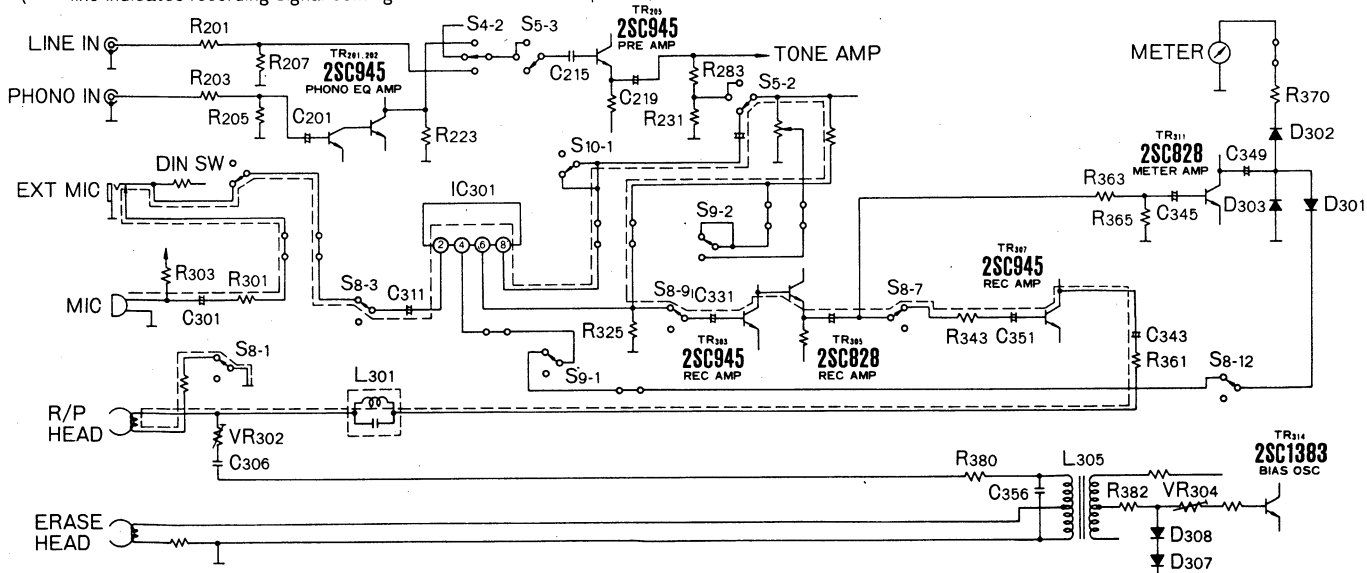 LINE IN
R201
R207
TR201,202
2SC945
PHONO EQ AMP
S4-2
S5-3
C215
TR205
2SC945
PRE AMP
TONE AMP
METER
PHONO IN
R203
R205
C201
R223
C219
R283
R231
S5-2
R370
D302
TR311
2SC828
METER AMP
C349
D303
D301
EXT MIC
DIN SW
S10-1
IC301
2
4
6
8
S9-2
R363
R365
C345
MIC
R303
R301
C301
S8-3
C311
R325
S8-9
C331
TR303
2SC945
REC AMP
TR305
2SC828
REC AMP
S8-7
R343
C351
TR307
2SC945
REC AMP
C343
R361
S8-1
S9-1
S8-12
R/P
HEAD
L301
VR302
C306
R380
C356
L305
R382
VR304
TR314
2SC1383
BIAS OSC
ERASE
HEAD
D308
D307